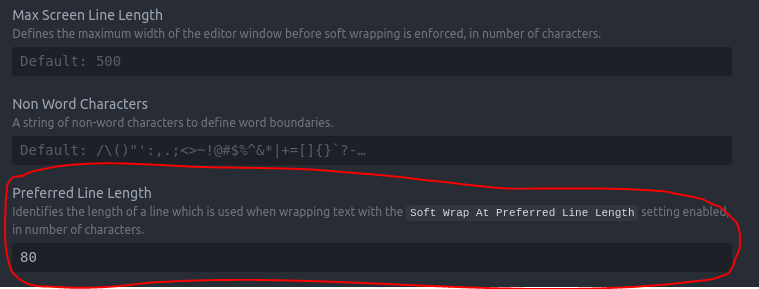 Max Screen Line Length
Defines the maximum width of the editor window before soft wrapping is enforced, in number of characters.
Default: 500
Non Word Characters
A string of non-word characters to define word boundaries.
Default: /\()"':,.;<>~!@#$%^&*|+=[]{}`?-…
Preferred Line Length
Identifies the length of a line which is used when wrapping text with the Soft Wrap At Preferred Line Length setting enabled,
in number of characters.
80